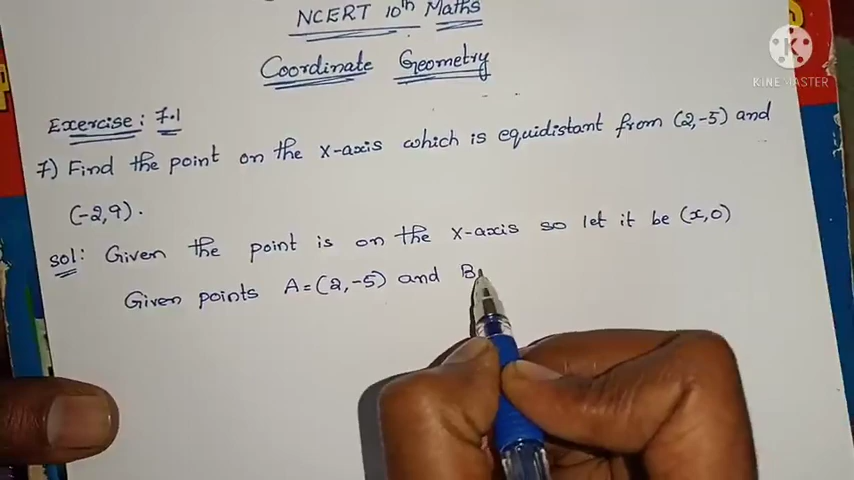 NCERT 10th Maths
Coordinate Geometry
Exercise: 7.1
7) Find the point on the x-axis which is equidistant from (2,-5) and
(-2,9).
Sol: Given the point is on the x-axis so let it be (x,0)
Given points A=(2,-5) and B
K
KINEMASTER